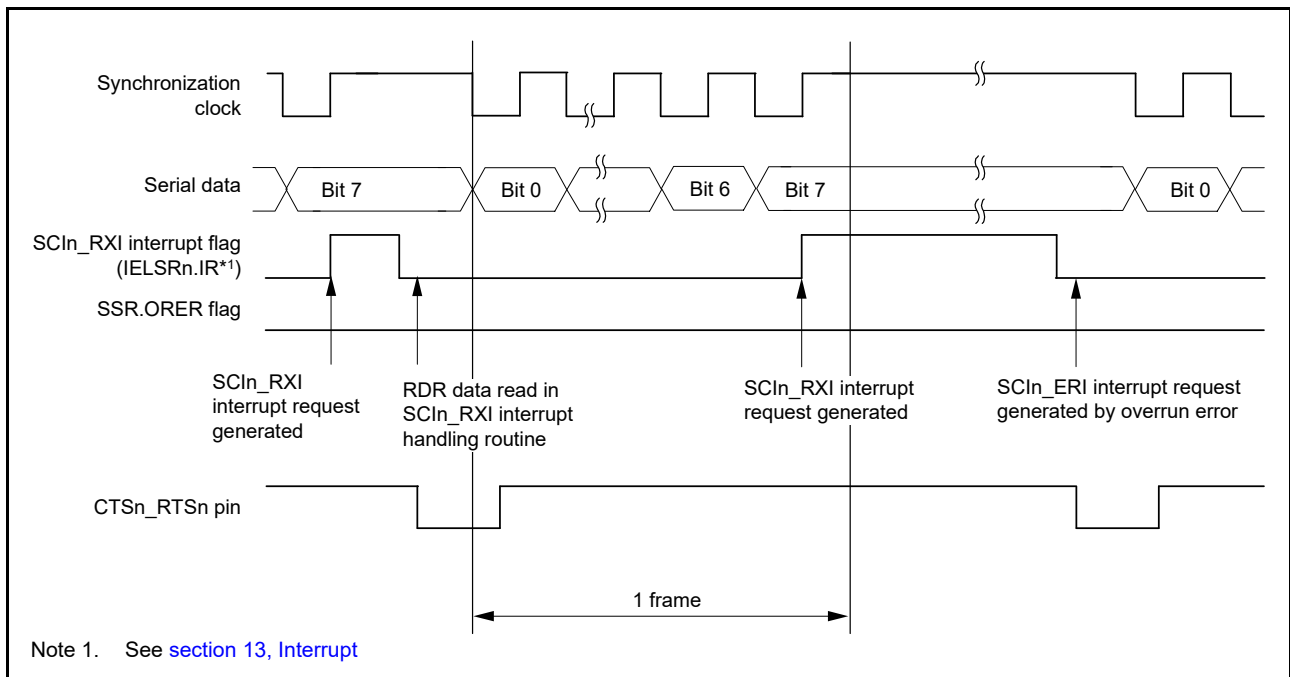 Synchronization
clock
Serial data
Bit 7
Bit 0
Bit 6
Bit 7
Bit 0
SCIn_RXI interrupt flag
(IELSRn.IR*1)
SSR.ORER flag
SCIn_RXI
interrupt request
generated
RDR data read in
SCIn_RXI interrupt
handling routine
SCIn_RXI interrupt
request generated
SCIn_ERI interrupt request
generated by overrun error
CTSn_RTSn pin
1 frame
Note 1. See section 13, Interrupt